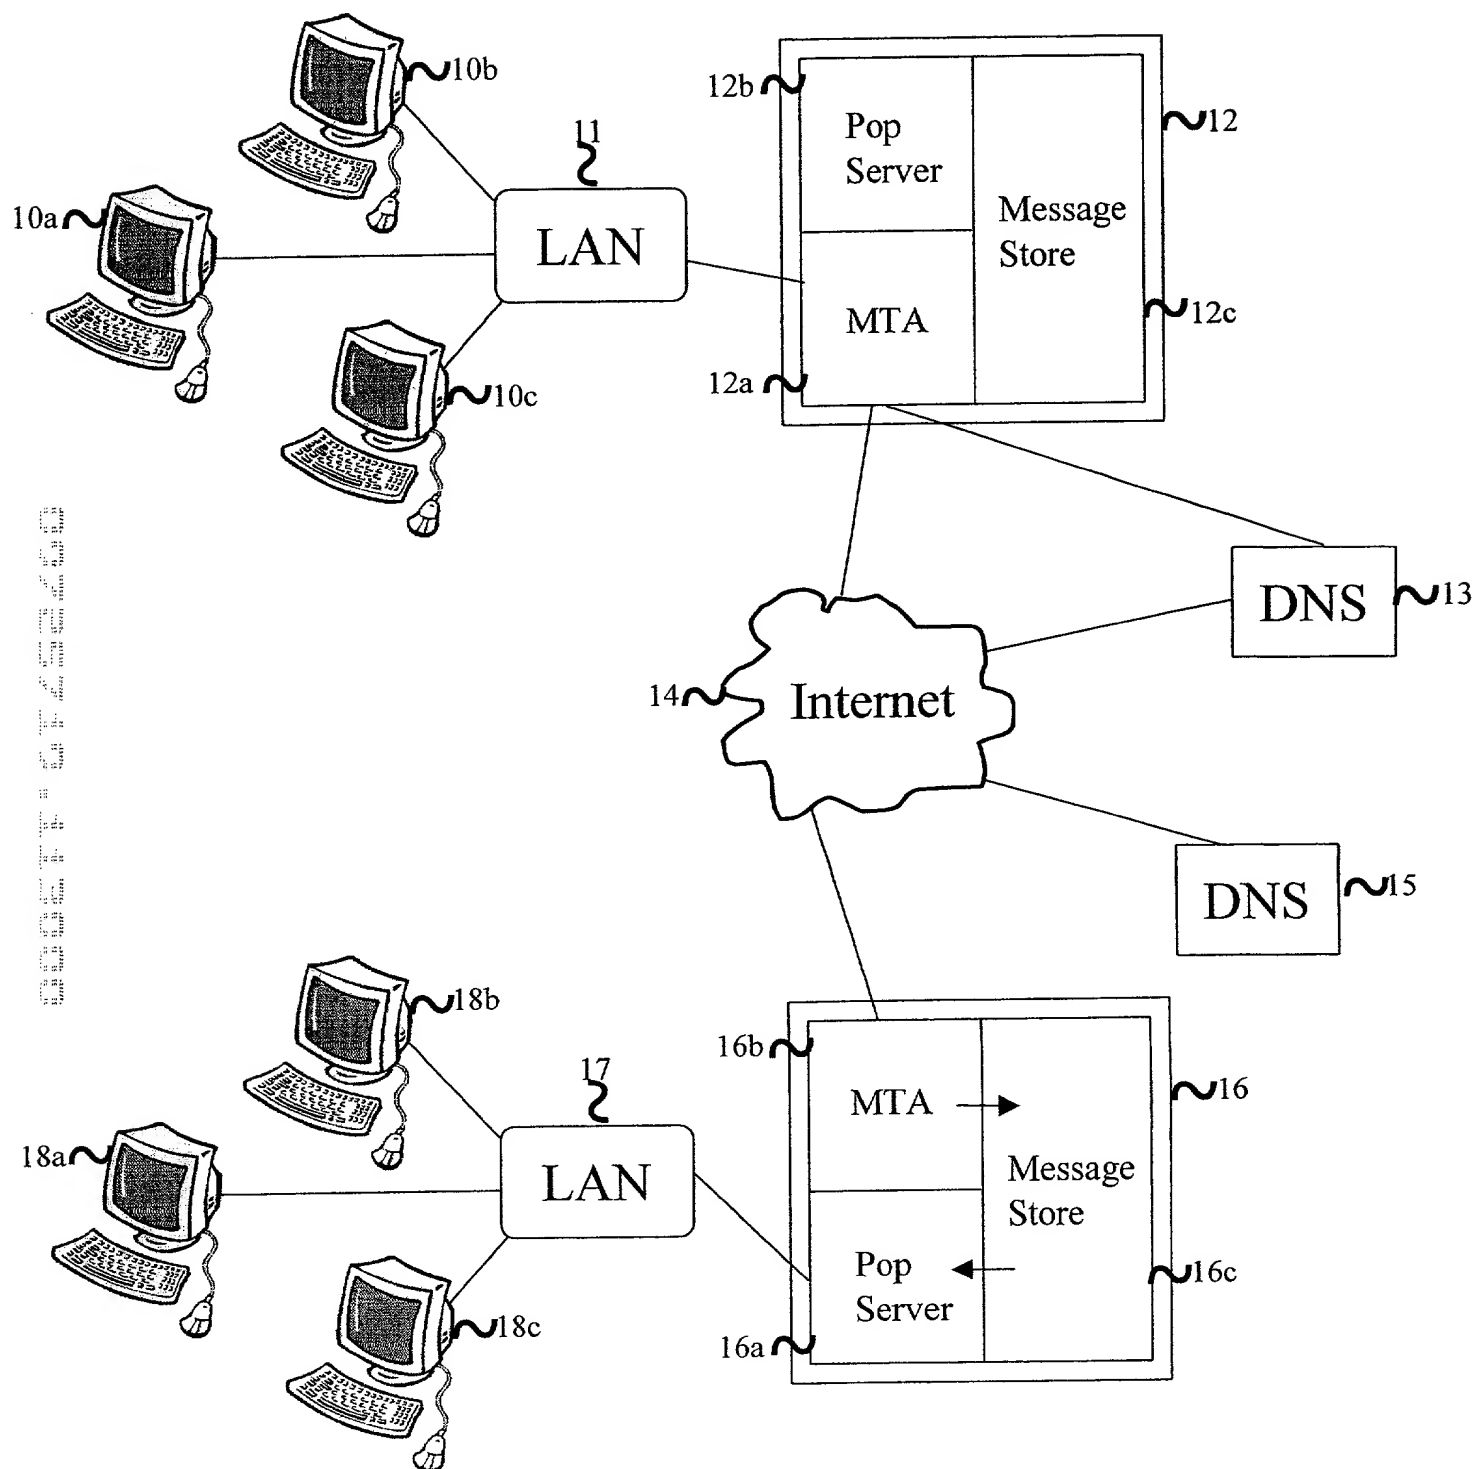 10b
12b
11
12
Pop
Server
10a
LAN
Message
Store
12c
MTA
12a
10c
DNS
13
14
Internet
15
DNS
18b
16b
17
16
MTA
18a
LAN
Message
Store
Pop
Server
16c
18c
16a